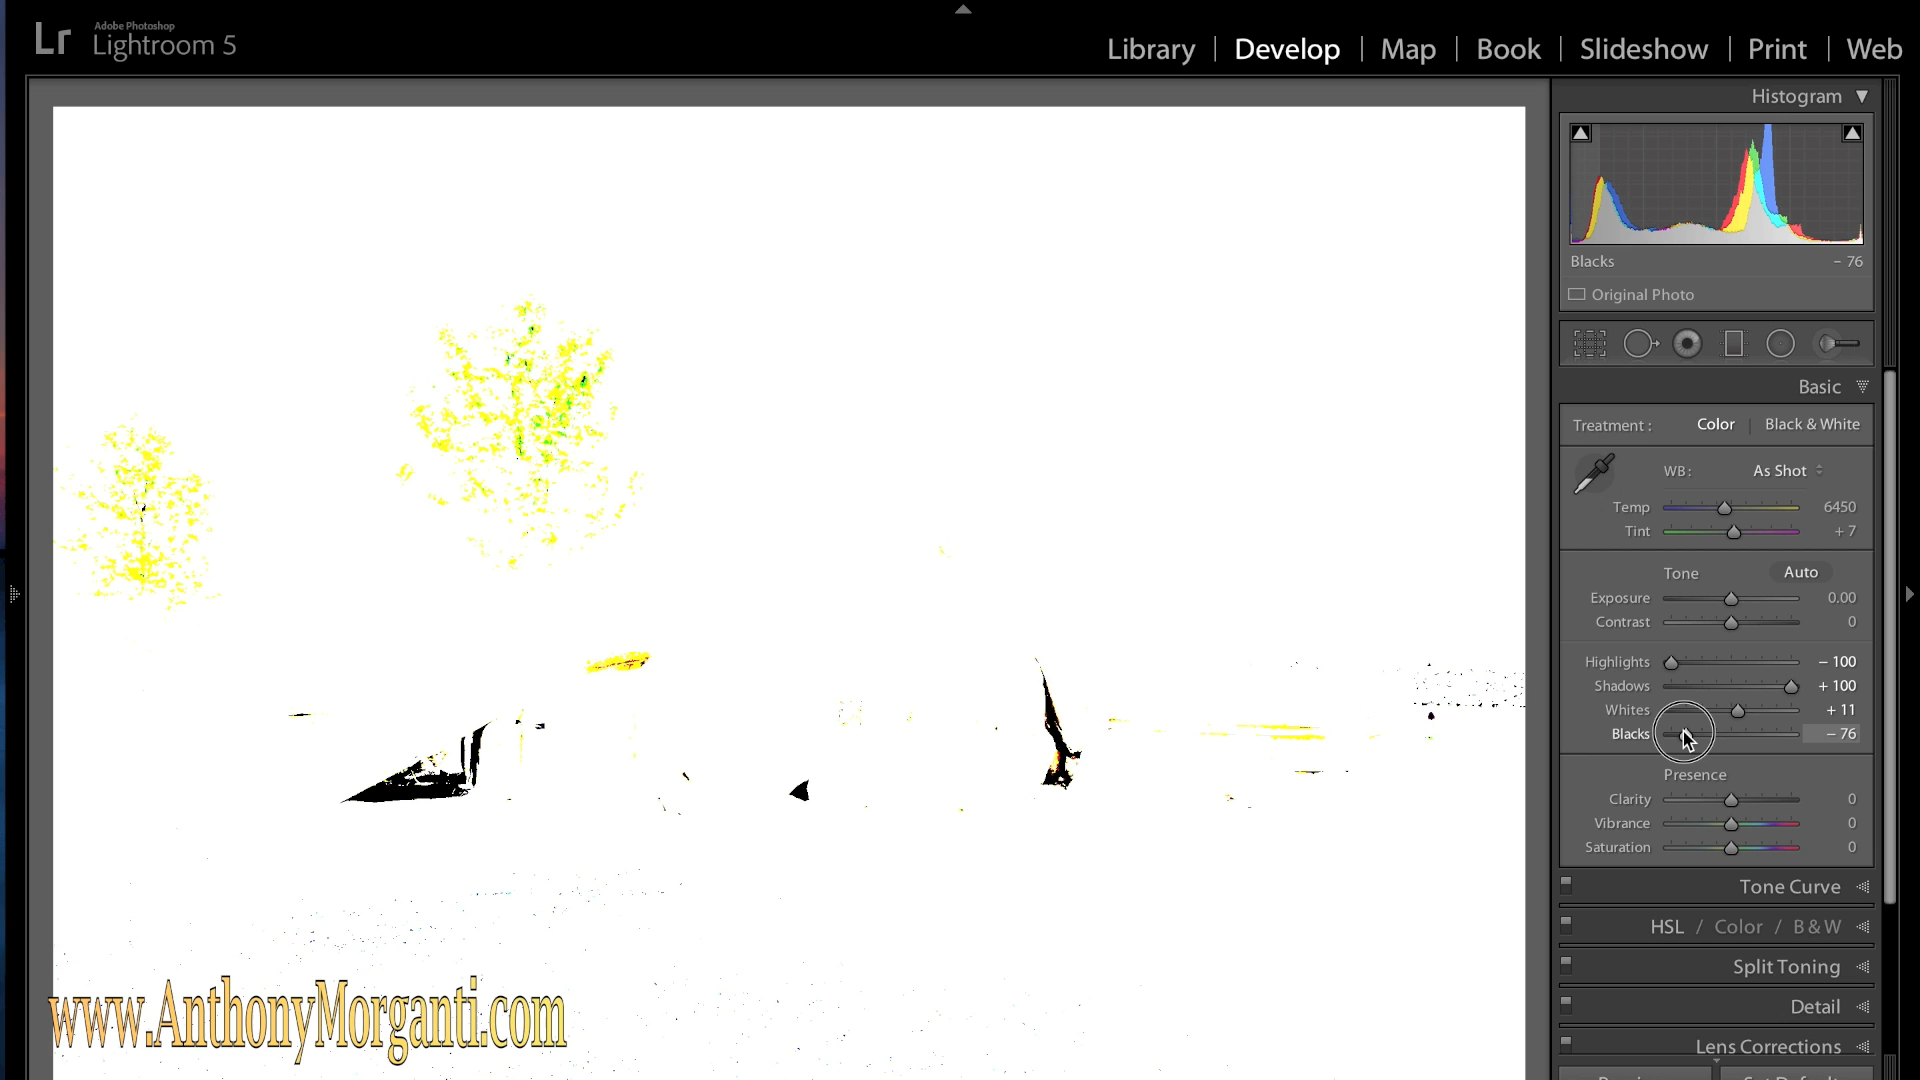 Lr Adobe Photoshop
Lightroom 5
Library | Develop | Map | Book | Slideshow | Print | Web
Histogram
Blacks – 76
Original Photo
Basic
Treatment : Color | Black & White
WB : As Shot
Temp 6450
Tint + 7
Tone Auto
Exposure 0.00
Contrast 0
Highlights – 100
Shadows + 100
Whites + 11
Blacks – 76
Presence
Clarity 0
Vibrance 0
Saturation 0
Tone Curve
HSL / Color / B & W
Split Toning
Detail
Lens Corrections
www.AnthonyMorganti.com